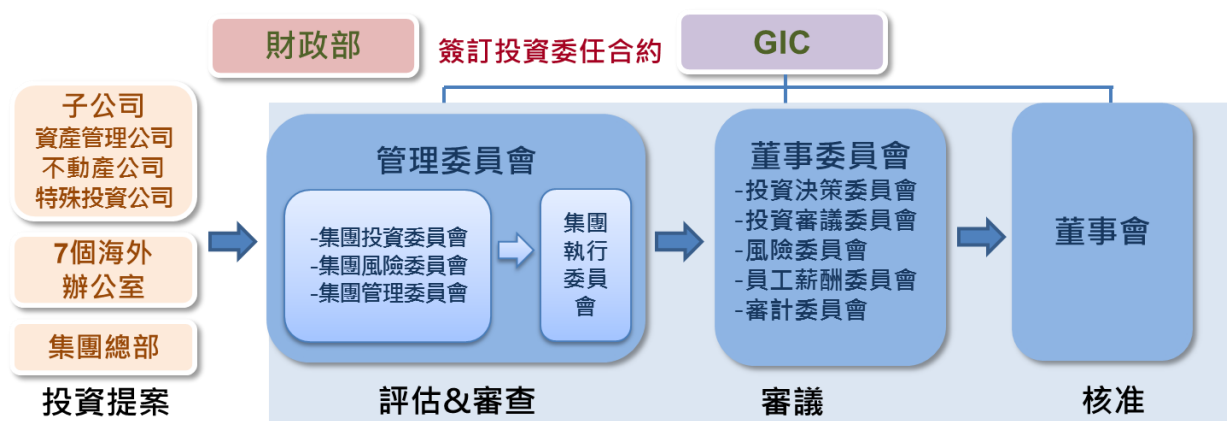 財政部
簽訂投資委任合約
GIC
子公司
資產管理公司
不動產公司
特殊投資公司
7個海外
辦公室
集團總部
投資提案
管理委員會
-集團投資委員會
-集團風險委員會
-集團管理委員會
集團
執行
委員
會
評估&審查
董事委員會
-投資決策委員會
-投資審議委員會
-風險委員會
-員工薪酬委員會
-審計委員會
審議
董事會
核准